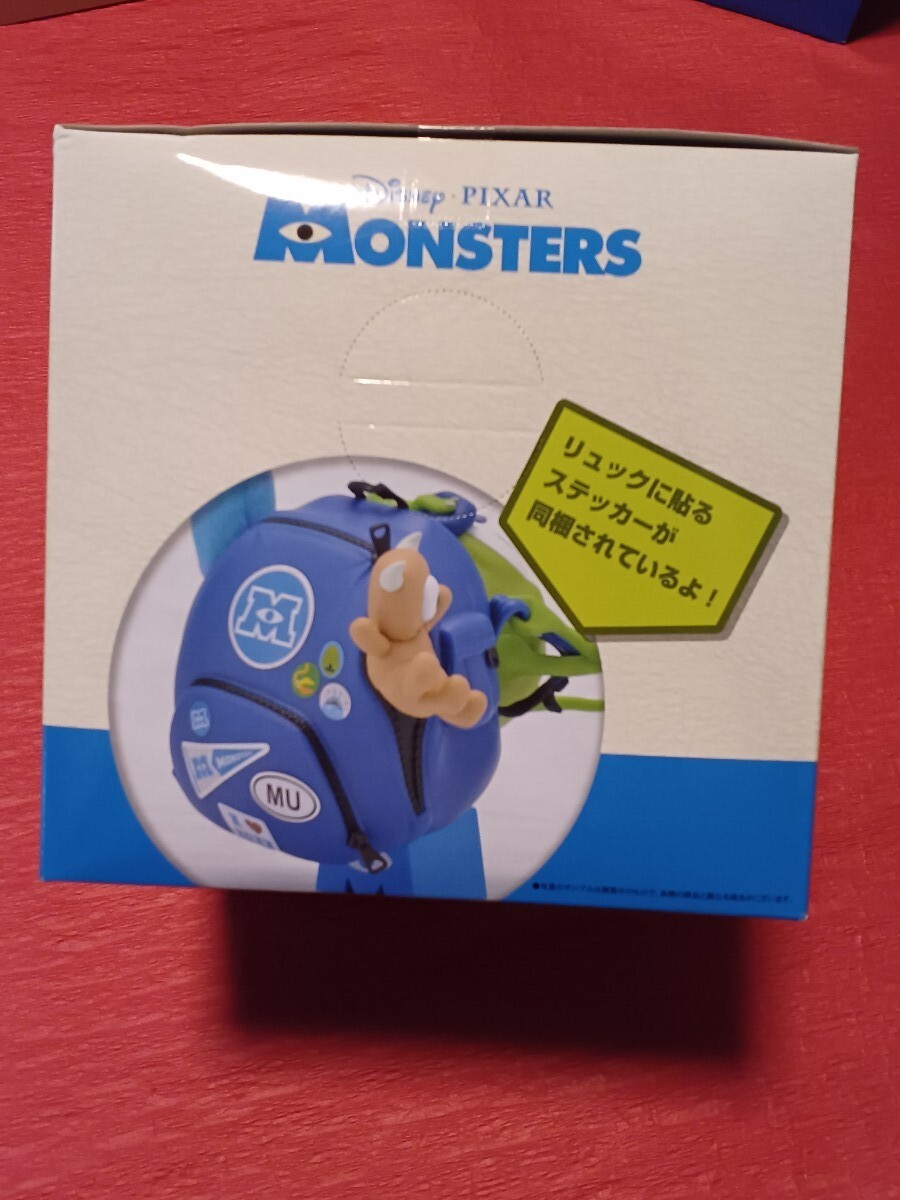 Disney · PIXAR
MONSTERS
リュックに貼る
ステッカーが
同梱されているよ！
M
M
M MONSTERS
MU
I ♥